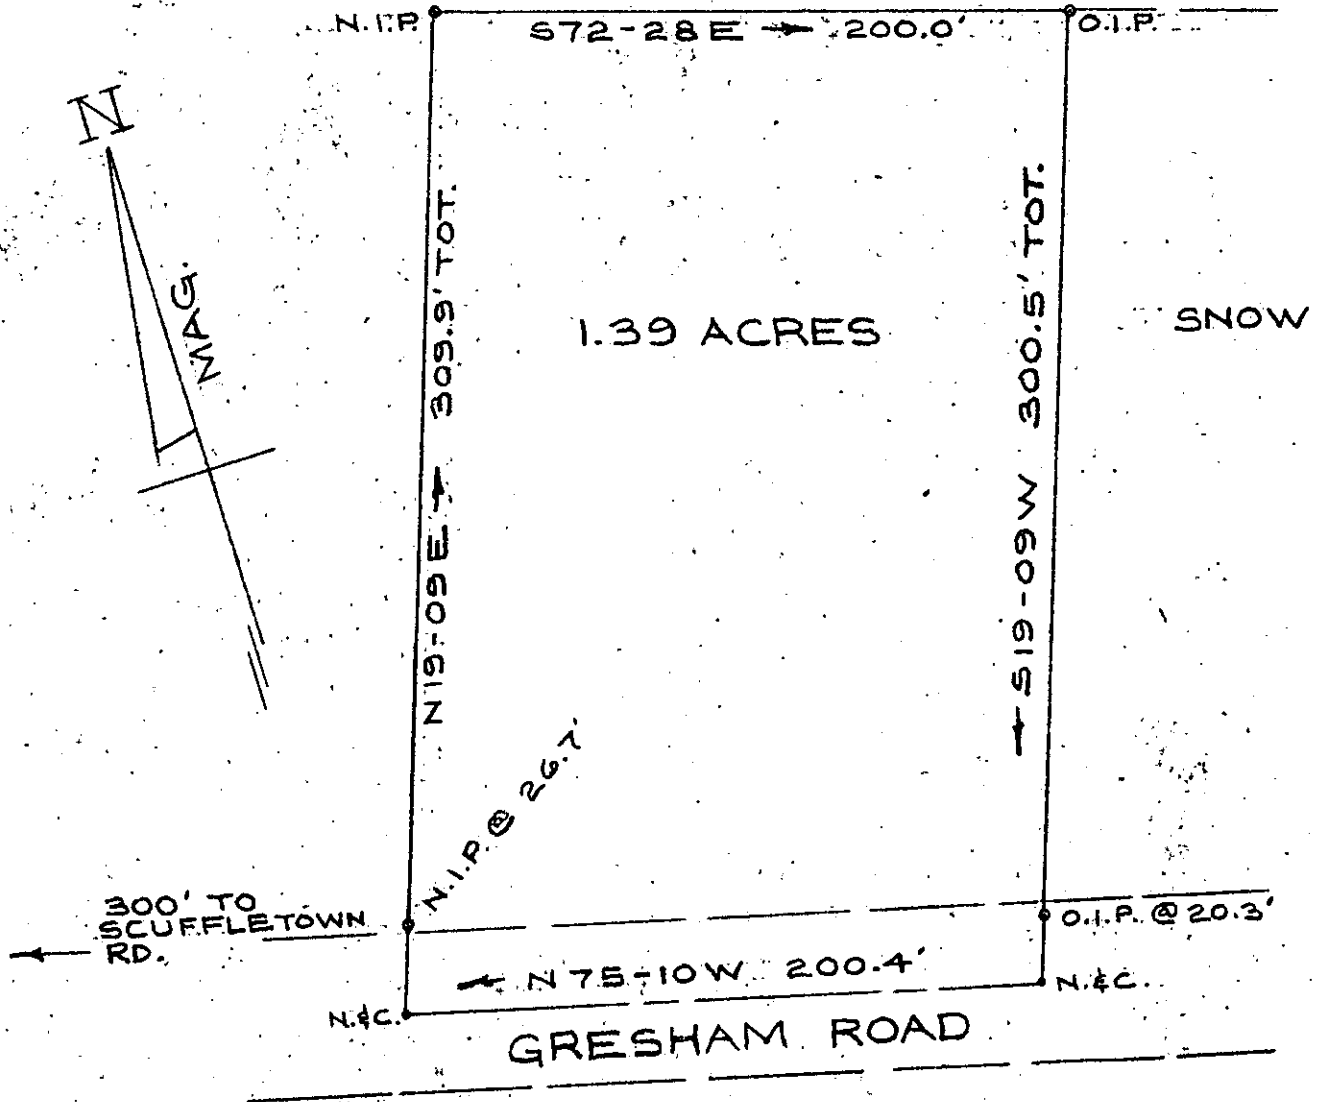 N.I.P.
S72-28E 200.0'
O.I.P.
N
MAG.
N19-09E 309.9' TOT.
1.39 ACRES
S19-09W 300.5' TOT.
SNOW
N.I.P. @ 26.7'
300' TO
SCUFFLETOWN
RD.
O.I.P. @ 20.3'
N75-10W 200.4'
N.&C.
N.&C.
GRESHAM ROAD